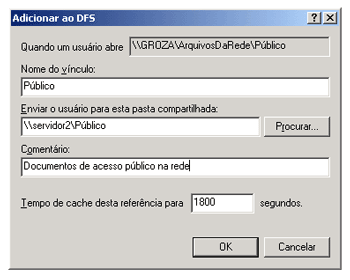 Adicionar ao DFS
Quando um usuário abre \\GROZA\ArquivosDaRede\Público
Nome do vínculo:
Público
Enviar o usuário para esta pasta compartilhada:
\\servidor2\Público Procurar...
Comentário:
Documentos de acesso público na rede
Tempo de cache desta referência para 1800 segundos.
OK Cancelar